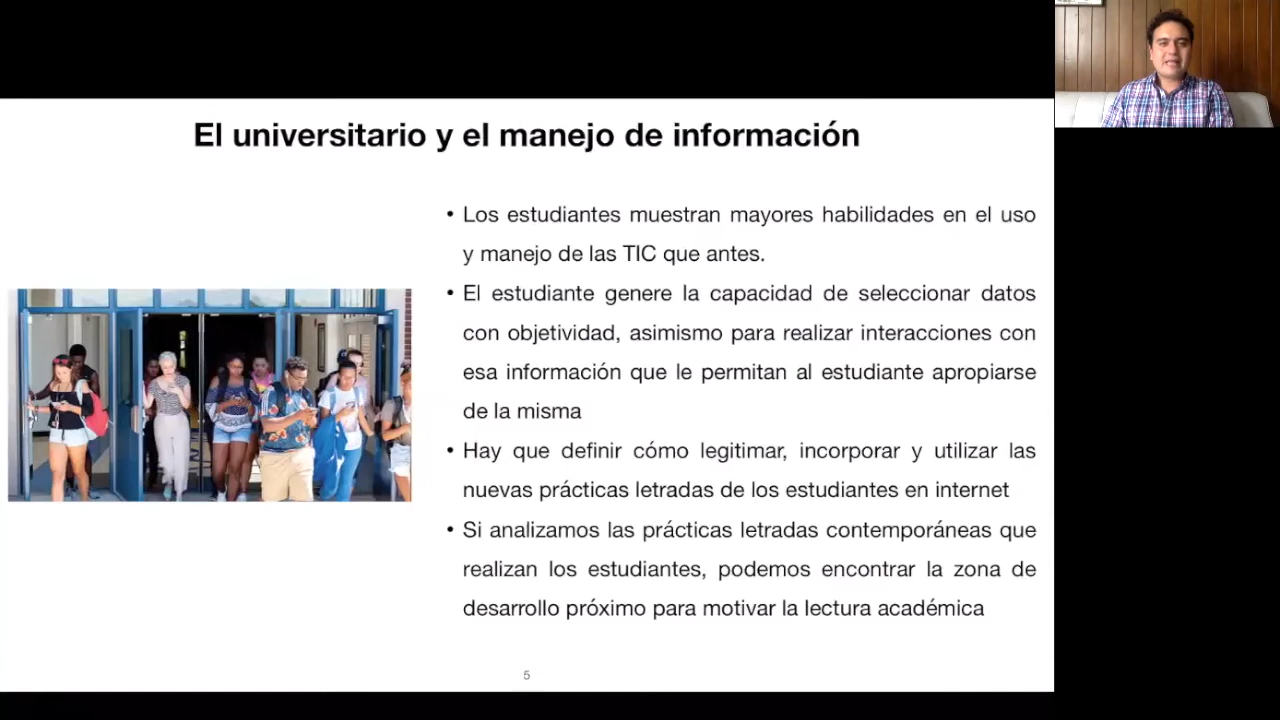 El universitario y el manejo de información
• Los estudiantes muestran mayores habilidades en el uso
y manejo de las TIC que antes.
• El estudiante genere la capacidad de seleccionar datos
con objetividad, asimismo para realizar interacciones con
esa información que le permitan al estudiante apropiarse
de la misma
• Hay que definir cómo legitimar, incorporar y utilizar las
nuevas prácticas letradas de los estudiantes en internet
• Si analizamos las prácticas letradas contemporáneas que
realizan los estudiantes, podemos encontrar la zona de
desarrollo próximo para motivar la lectura académica
5